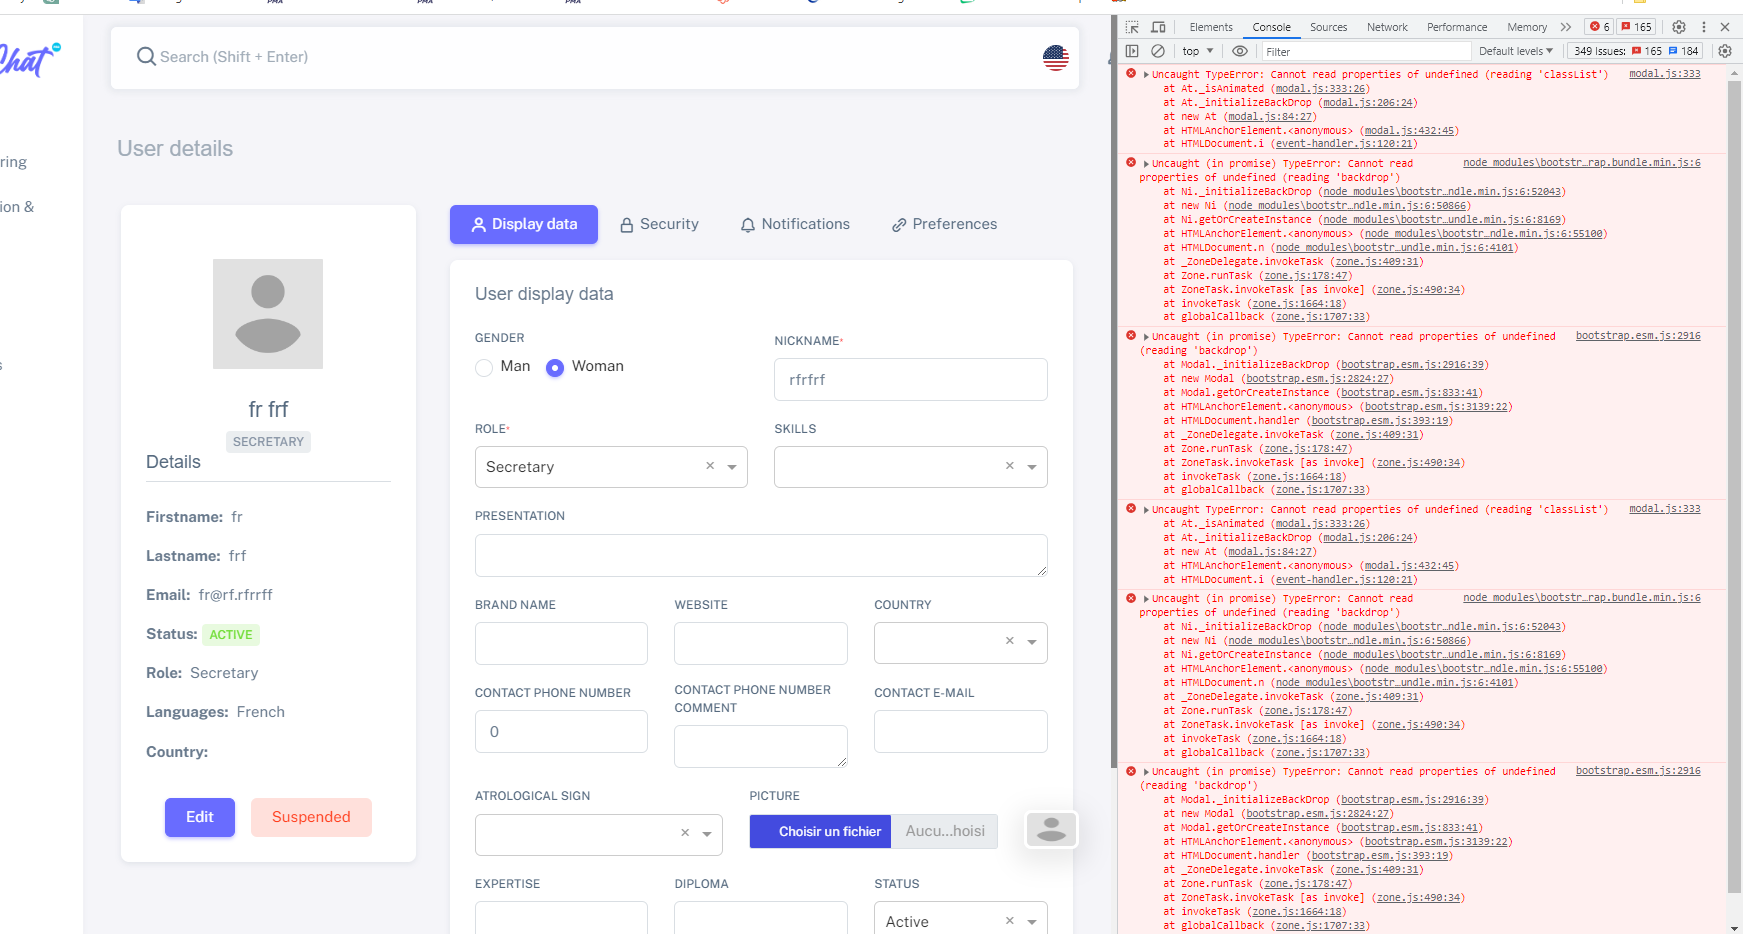 Chat
Search (Shift + Enter)
ring
ion &
s
User details
fr frf
SECRETARY
Details
Firstname: fr
Lastname: frf
Email: fr@rf.rfrrff
Status: ACTIVE
Role: Secretary
Languages: French
Country:
Edit Suspended
Display data Security Notifications Preferences
User display data
GENDER
Man Woman
NICKNAME*
rfrfrf
ROLE*
Secretary
SKILLS
PRESENTATION
BRAND NAME WEBSITE COUNTRY
CONTACT PHONE NUMBER
0
CONTACT PHONE NUMBER
COMMENT
CONTACT E-MAIL
ATROLOGICAL SIGN PICTURE
Choisir un fichier Aucu...hoisi
EXPERTISE DIPLOMA STATUS
Active
Elements Console Sources Network Performance Memory 6 165
top Filter Default levels 349 Issues: 165 184
Uncaught TypeError: Cannot read properties of undefined (reading 'classList') modal.js:333
at At._isAnimated (modal.js:333:26)
at At._initializeBackDrop (modal.js:206:24)
at new At (modal.js:84:27)
at HTMLAnchorElement.<anonymous> (modal.js:432:45)
at HTMLDocument.i (event-handler.js:120:21)
Uncaught (in promise) TypeError: Cannot read node_modules\bootstr…rap.bundle.min.js:6
properties of undefined (reading 'backdrop')
at Ni._initializeBackDrop (node_modules\bootstr…ndle.min.js:6:52043)
at new Ni (node_modules\bootstr…ndle.min.js:6:50866)
at Ni.getOrCreateInstance (node_modules\bootstr…undle.min.js:6:8169)
at HTMLAnchorElement.<anonymous> (node_modules\bootstr…ndle.min.js:6:55100)
at HTMLDocument.n (node_modules\bootstr…undle.min.js:6:4101)
at _ZoneDelegate.invokeTask (zone.js:409:31)
at Zone.runTask (zone.js:178:47)
at ZoneTask.invokeTask [as invoke] (zone.js:490:34)
at invokeTask (zone.js:1664:18)
at globalCallback (zone.js:1707:33)
Uncaught (in promise) TypeError: Cannot read properties of undefined bootstrap.esm.js:2916
(reading 'backdrop')
at Modal._initializeBackDrop (bootstrap.esm.js:2916:39)
at new Modal (bootstrap.esm.js:2824:27)
at Modal.getOrCreateInstance (bootstrap.esm.js:833:41)
at HTMLAnchorElement.<anonymous> (bootstrap.esm.js:3139:22)
at HTMLDocument.handler (bootstrap.esm.js:393:19)
at _ZoneDelegate.invokeTask (zone.js:409:31)
at Zone.runTask (zone.js:178:47)
at ZoneTask.invokeTask [as invoke] (zone.js:490:34)
at invokeTask (zone.js:1664:18)
at globalCallback (zone.js:1707:33)
Uncaught TypeError: Cannot read properties of undefined (reading 'classList') modal.js:333
at At._isAnimated (modal.js:333:26)
at At._initializeBackDrop (modal.js:206:24)
at new At (modal.js:84:27)
at HTMLAnchorElement.<anonymous> (modal.js:432:45)
at HTMLDocument.i (event-handler.js:120:21)
Uncaught (in promise) TypeError: Cannot read node_modules\bootstr…rap.bundle.min.js:6
properties of undefined (reading 'backdrop')
at Ni._initializeBackDrop (node_modules\bootstr…ndle.min.js:6:52043)
at new Ni (node_modules\bootstr…ndle.min.js:6:50866)
at Ni.getOrCreateInstance (node_modules\bootstr…undle.min.js:6:8169)
at HTMLAnchorElement.<anonymous> (node_modules\bootstr…ndle.min.js:6:55100)
at HTMLDocument.n (node_modules\bootstr…undle.min.js:6:4101)
at _ZoneDelegate.invokeTask (zone.js:409:31)
at Zone.runTask (zone.js:178:47)
at ZoneTask.invokeTask [as invoke] (zone.js:490:34)
at invokeTask (zone.js:1664:18)
at globalCallback (zone.js:1707:33)
Uncaught (in promise) TypeError: Cannot read properties of undefined bootstrap.esm.js:2916
(reading 'backdrop')
at Modal._initializeBackDrop (bootstrap.esm.js:2916:39)
at new Modal (bootstrap.esm.js:2824:27)
at Modal.getOrCreateInstance (bootstrap.esm.js:833:41)
at HTMLAnchorElement.<anonymous> (bootstrap.esm.js:3139:22)
at HTMLDocument.handler (bootstrap.esm.js:393:19)
at _ZoneDelegate.invokeTask (zone.js:409:31)
at Zone.runTask (zone.js:178:47)
at ZoneTask.invokeTask [as invoke] (zone.js:490:34)
at invokeTask (zone.js:1664:18)
at globalCallback (zone.js:1707:33)